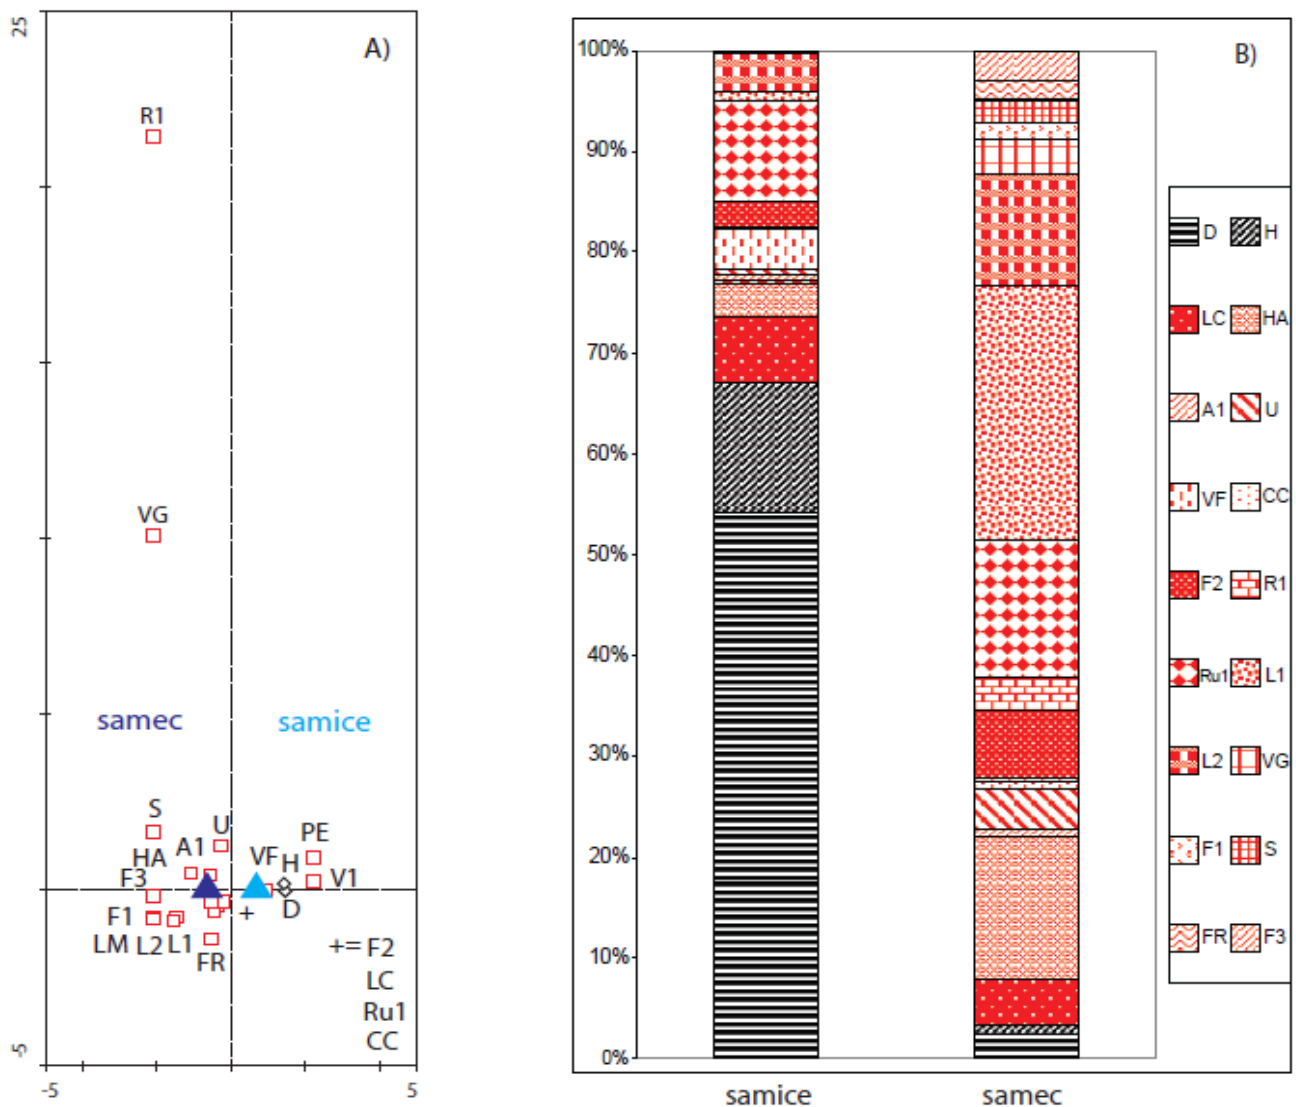 25
A)
R1
VG
samec
samice
S
U
HA
A1
PE
VF
H
F3
V1
F1
D
+
LM
L2
L1
FR
+= F2
LC
Ru1
CC
-5
-5
5
B)
100%
90%
80%
70%
60%
50%
40%
30%
20%
10%
0%
samice
samec
D
H
LC
HA
A1
U
VF
CC
F2
R1
Ru1
L1
L2
VG
F1
S
FR
F3